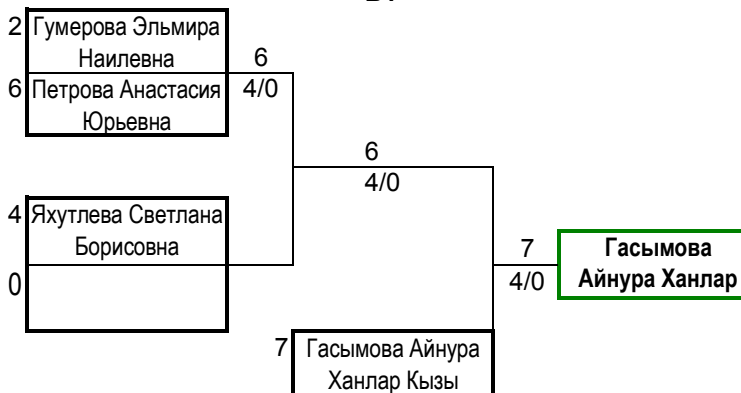 2 Гумерова Эльмира
Наилевна
6
6 Петрова Анастасия
Юрьевна
4/0
6
4/0
4 Яхутлева Светлана
Борисовна
0
7
4/0
Гасымова
Айнура Ханлар
7 Гасымова Айнура
Ханлар Кызы